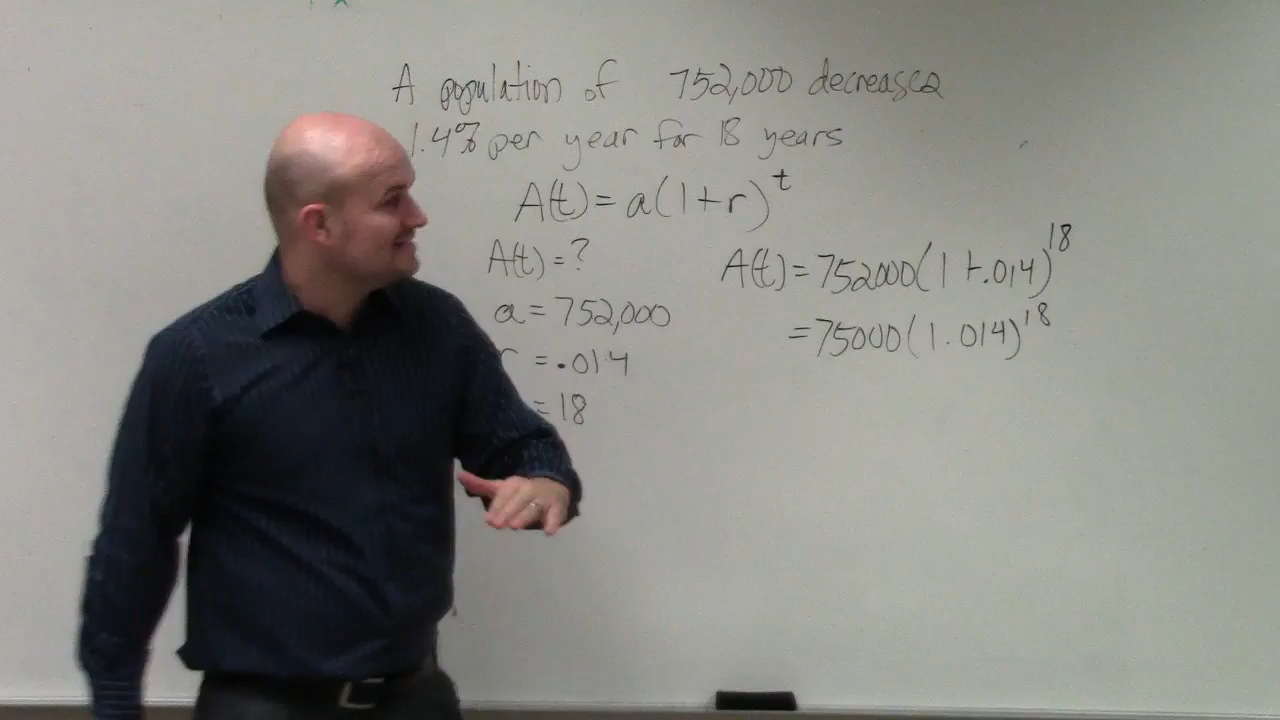 A population of 752,000 decreases
1.4% per year for 18 years
A(t) = a(1+r)^t
A(t) = ?
a = 752,000
r = .014
= 18
A(t) = 752000(1+.014)^18
= 75000(1.014)^18